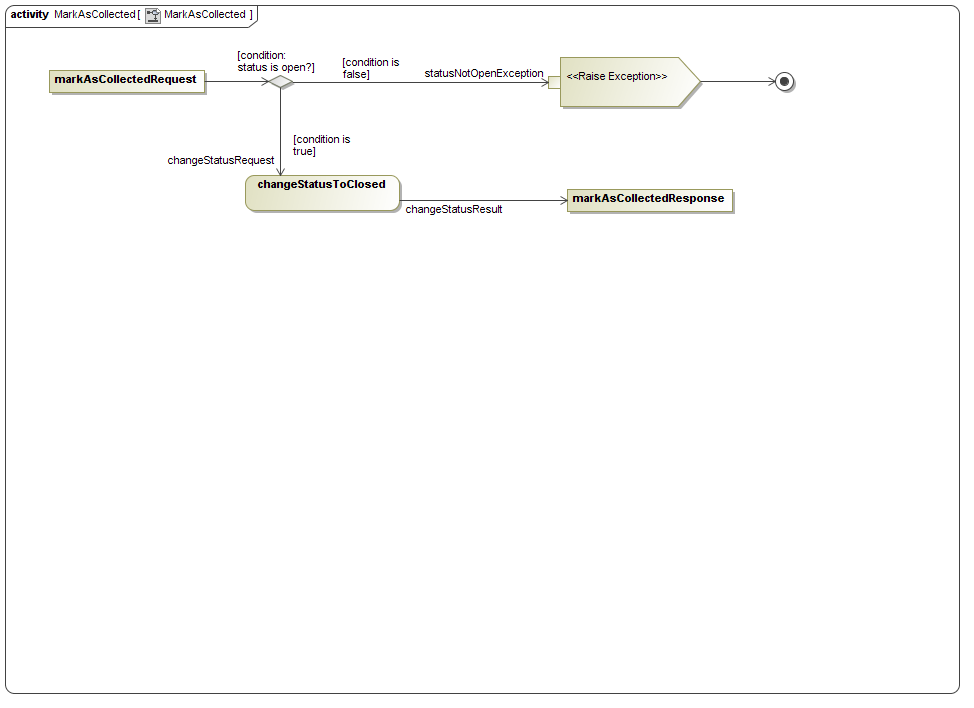 activity MarkAsCollected[ MarkAsCollected ]
[condition:
status is open?]
[condition is
false]
statusNotOpenException
markAsCollectedRequest
<<Raise Exception>>
[condition is
true]
changeStatusRequest
changeStatusToClosed
changeStatusResult
markAsCollectedResponse